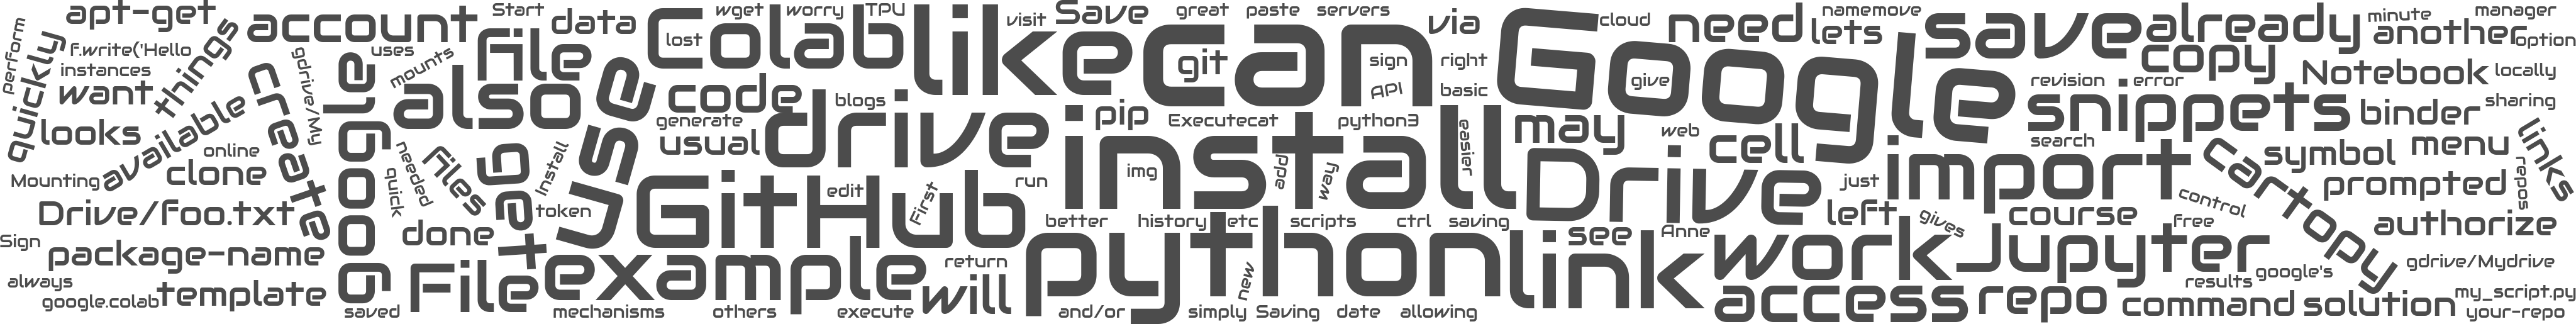 perform
quickly
apt-get
f.write('Hello
instances
want
looks
things
available
online
clone
Mounting
Drive/foo.txt
Sign
package-name
always
google.colab
template
account
gdrive/My
create
google
uses
mounts
Start
file
data
also
needed
quick
files
Get
Install
token
done
File
saved
use
Colab
lost
wget
worry
TPU
code
generate
usual
blogs
drive
GitHub
edit
First
run
example
return
will
mechanisms
others
execute
like
visit
Save
great
paste
servers
can
git
sign
API
via
right
basic
pip
Executecat
python3
install
img
app
way
easier
better
history
etc
scripts
ctrl
saving
python
new
and/or
simply
Saving
date
allowing
link
see
Anne
Google
cloud
give
need
namemove
lets
may
web
cell
Drive
just
left
gives
work
access
save
already
copy
minute
another
manager
option
Notebook
locally
revision
error
snippets
binder
sharing
search
import
Cartopy
symbol
menu
links
repos
prompted
control
free
course
authorize
Jupyter
results
google's
gdrive/Mydrive
repo
command
solution
my_script.py
your-repo